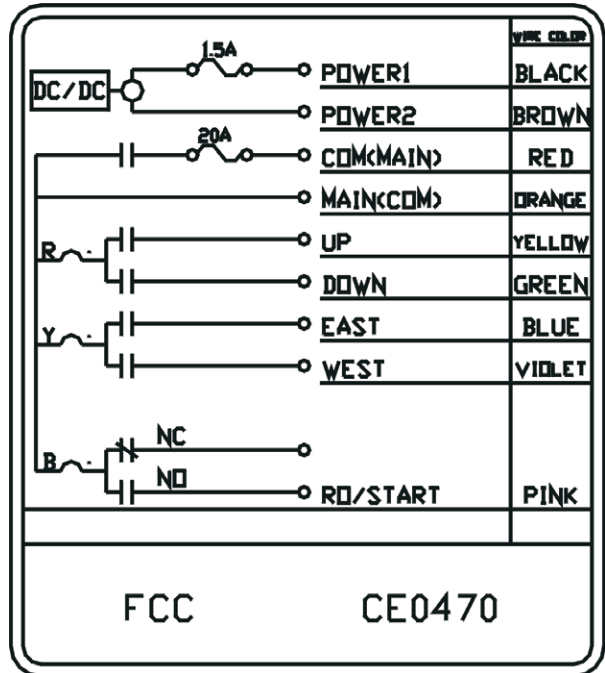 WIRE COLOR
1.5A
DC/DC POWER1 BLACK
POWER2 BROWN
20A
COM(MAIN) RED
MAIN(COM) ORANGE
R UP YELLOW
DOWN GREEN
Y EAST BLUE
WEST VIOLET
NC
B NO RO/START PINK
FCC CE0470